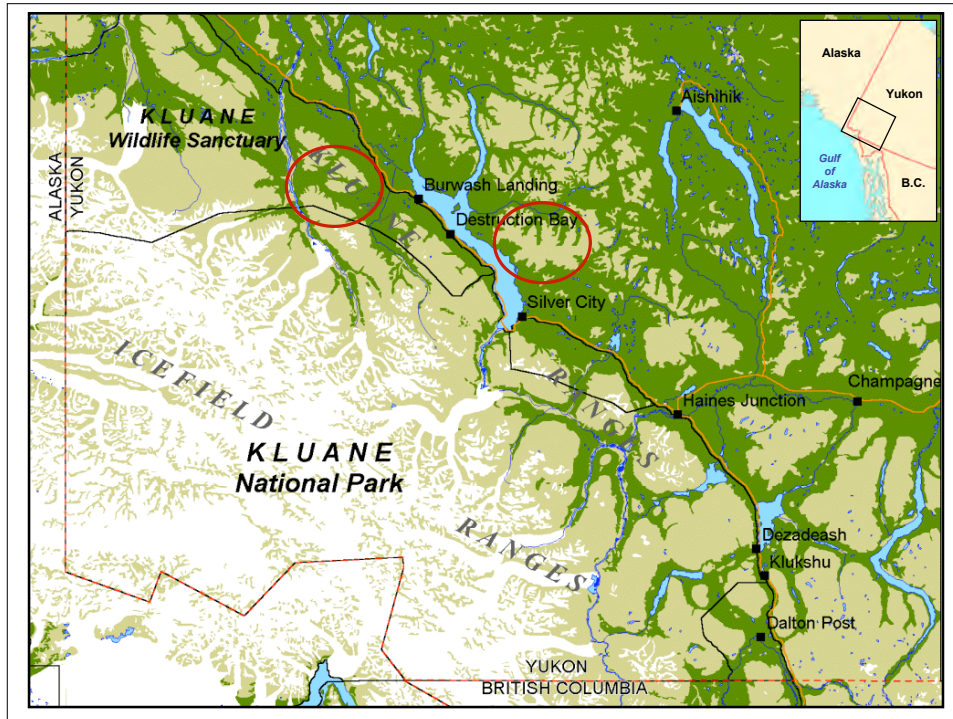 Alaska
Yukon
Gulf
of
Alaska
B.C.
Aishihik
KLUANE
Wildlife Sanctuary
ALASKA
YUKON
KLUANE
Burwash Landing
Destruction Bay
Silver City
RANGES
ICEFIELD
Champagne
Haines Junction
KLUANE
National Park
RANGES
Dezadeash
Klukshu
Dalton Post
YUKON
BRITISH COLUMBIA